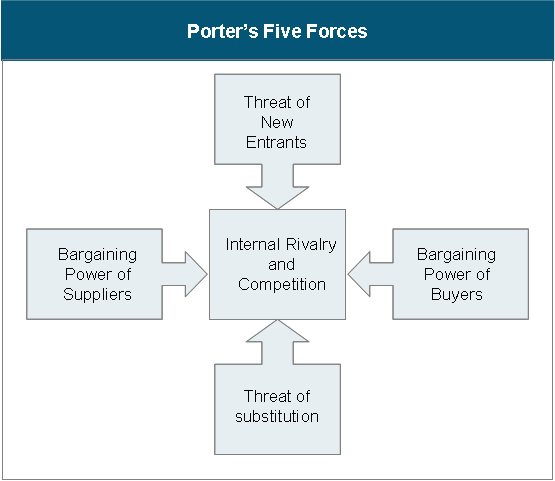 Porter’s Five Forces
Threat of
New
Entrants
Bargaining
Power of
Suppliers
Internal Rivalry
and
Competition
Bargaining
Power of
Buyers
Threat of
substitution